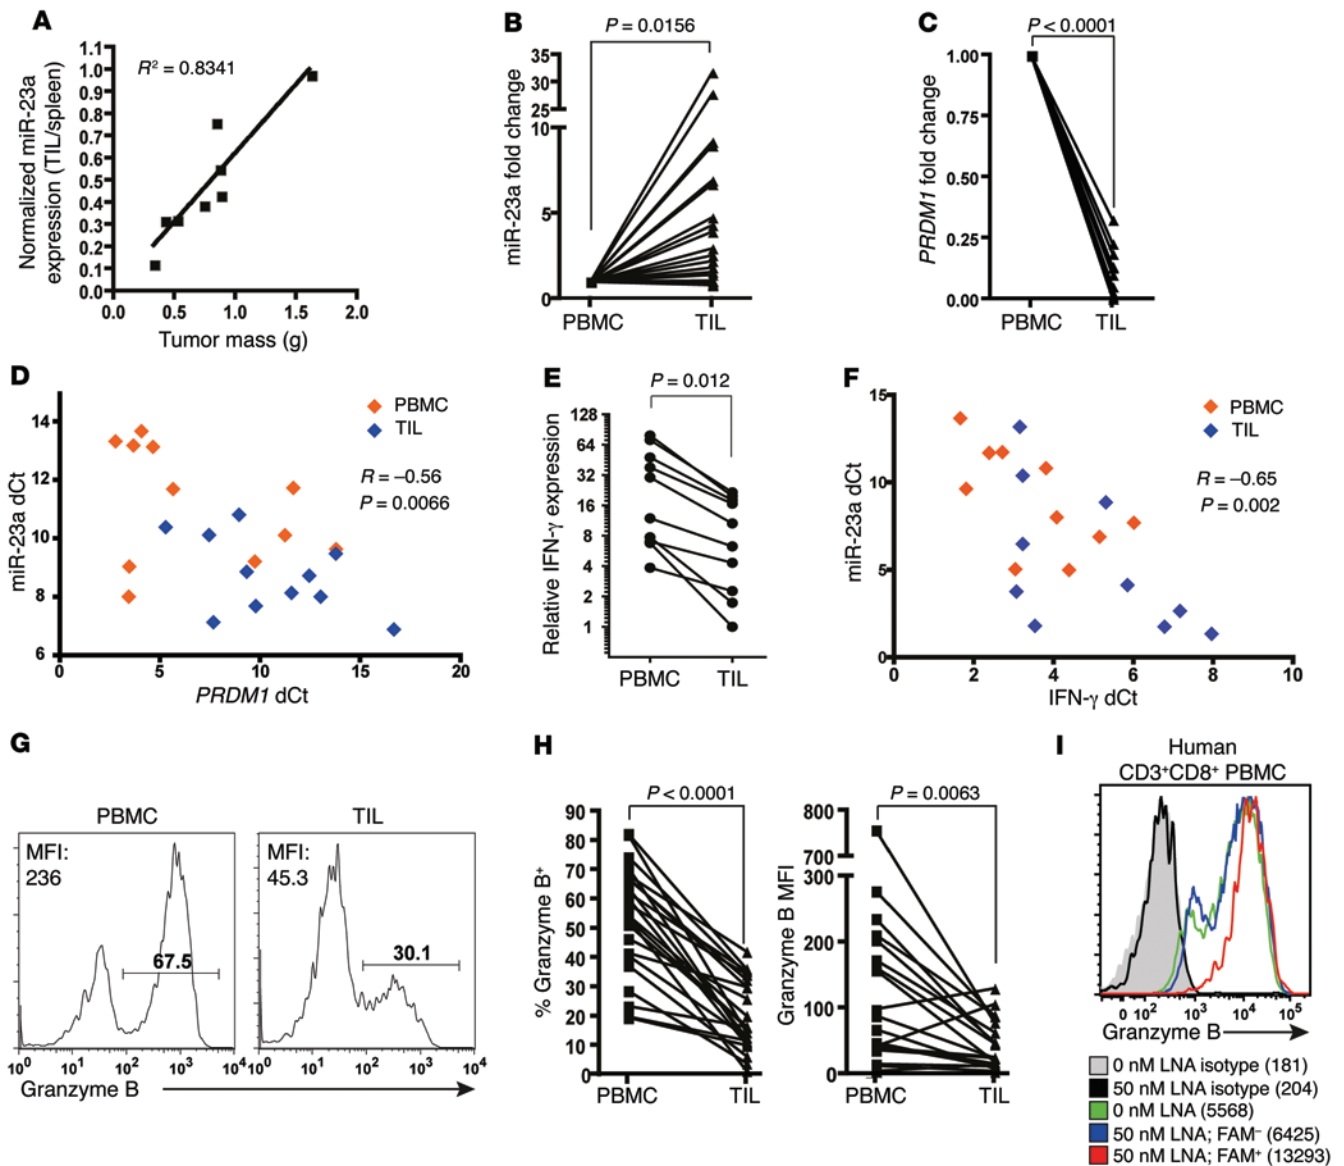 A
Normalized miR-23a
expression (TIL/spleen)
1.1
1.0
0.9
0.8
0.7
0.6
0.5
0.4
0.3
0.2
0.1
0.0
R² = 0.8341
0.0 0.5 1.0 1.5 2.0
Tumor mass (g)
B
P = 0.0156
miR-23a fold change
35
30
25
10
5
0
PBMC TIL
C
P < 0.0001
PRDM1 fold change
1.00
0.75
0.50
0.25
0.00
PBMC TIL
D
miR-23a dCt
14
12
10
8
6
PBMC
TIL
R = –0.56
P = 0.0066
0 5 10 15 20
PRDM1 dCt
E
P = 0.012
Relative IFN-γ expression
128
64
32
16
8
4
2
1
PBMC TIL
F
miR-23a dCt
15
10
5
0
PBMC
TIL
R = –0.65
P = 0.002
0 2 4 6 8 10
IFN-γ dCt
G
PBMC
MFI:
236
67.5
10⁰ 10¹ 10² 10³ 10⁴
TIL
MFI:
45.3
30.1
10⁰ 10¹ 10² 10³ 10⁴
Granzyme B
H
P < 0.0001
% Granzyme B⁺
90
80
70
60
50
40
30
20
10
0
PBMC TIL
P = 0.0063
Granzyme B MFI
800
700
300
200
100
0
PBMC TIL
I
Human
CD3⁺CD8⁺ PBMC
0 10² 10³ 10⁴ 10⁵
Granzyme B
0 nM LNA isotype (181)
50 nM LNA isotype (204)
0 nM LNA (5568)
50 nM LNA; FAM⁻ (6425)
50 nM LNA; FAM⁺ (13293)